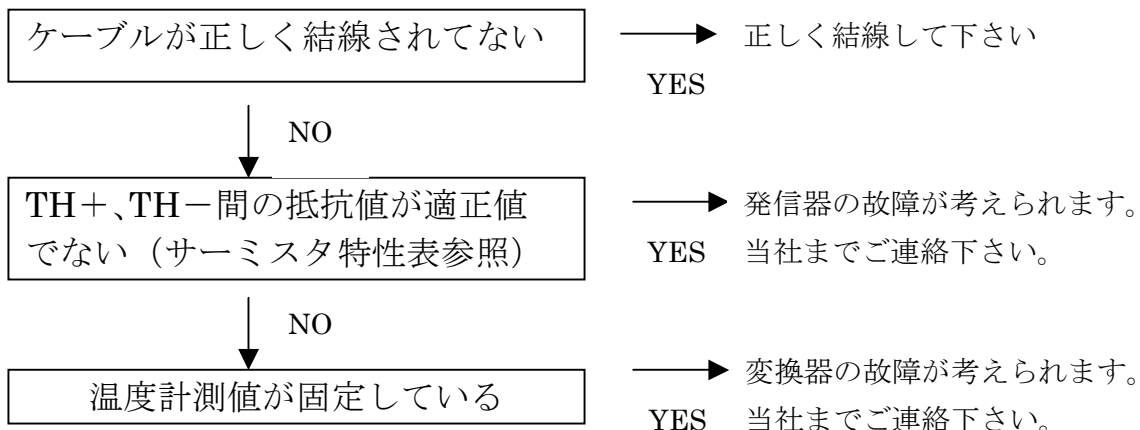 ケーブルが正しく結線されてない
正しく結線して下さい
YES
NO
TH+、TH-間の抵抗値が適正値
でない(サーミスタ特性表参照)
発信器の故障が考えられます。
YES 当社までご連絡下さい。
NO
温度計測値が固定している
変換器の故障が考えられます。
YES 当社までご連絡下さい。